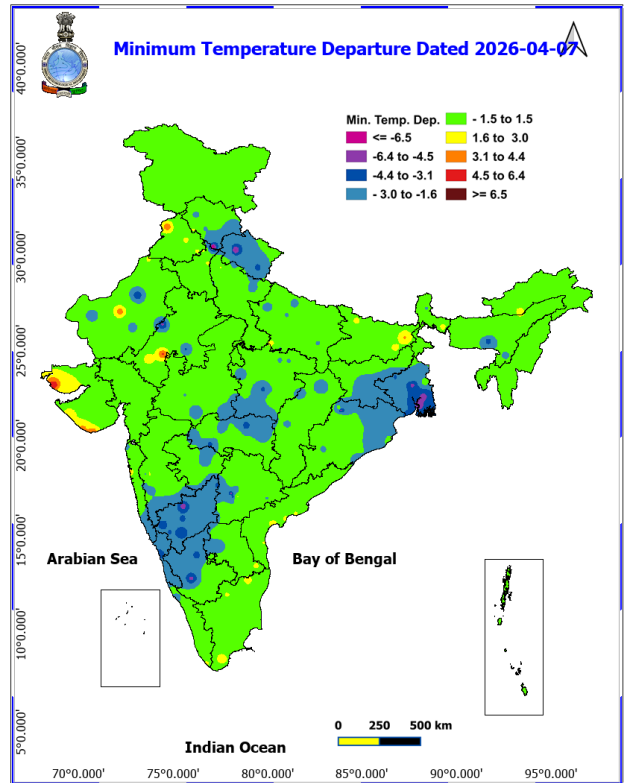 Minimum Temperature Departure Dated 2026-04-07
Min. Temp. Dep.
<= -6.5
-6.4 to -4.5
-4.4 to -3.1
- 3.0 to -1.6
- 1.5 to 1.5
1.6 to 3.0
3.1 to 4.4
4.5 to 6.4
>= 6.5
40°0.000'
35°0.000'
30°0.000'
25°0.000'
20°0.000'
15°0.000'
10°0.000'
5°0.000'
Arabian Sea
Bay of Bengal
Indian Ocean
0 250 500 km
70°0.000' 75°0.000' 80°0.000' 85°0.000' 90°0.000' 95°0.000'